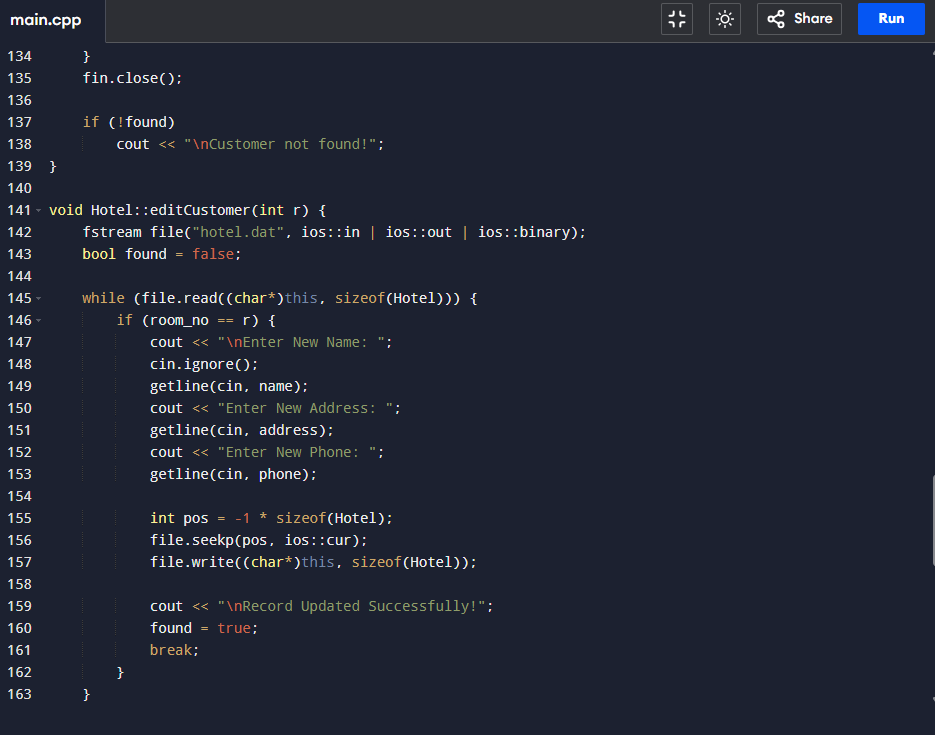 main.cpp
Share
Run
134 }
135 fin.close();
136
137 if (!found)
138 cout << "\nCustomer not found!";
139 }
140
141 void Hotel::editCustomer(int r) {
142 fstream file("hotel.dat", ios::in | ios::out | ios::binary);
143 bool found = false;
144
145 while (file.read((char*)this, sizeof(Hotel))) {
146 if (room_no == r) {
147 cout << "\nEnter New Name: ";
148 cin.ignore();
149 getline(cin, name);
150 cout << "Enter New Address: ";
151 getline(cin, address);
152 cout << "Enter New Phone: ";
153 getline(cin, phone);
154
155 int pos = -1 * sizeof(Hotel);
156 file.seekp(pos, ios::cur);
157 file.write((char*)this, sizeof(Hotel));
158
159 cout << "\nRecord Updated Successfully!";
160 found = true;
161 break;
162 }
163 }